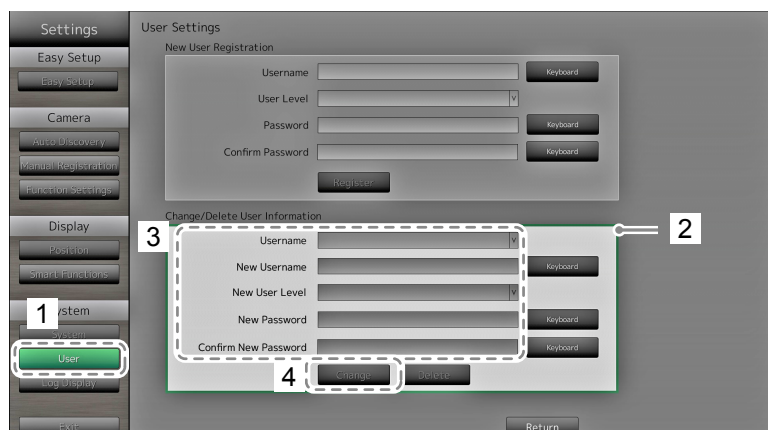 Settings
User Settings
Easy Setup
Easy Setup
Camera
Auto Discovery
Manual Registration
Function Settings
Display
Position
Smart Functions
1
ystem
System
User
Log Display
Exit
New User Registration
Username
Keyboard
User Level
Password
Keyboard
Confirm Password
Keyboard
Register
Change/Delete User Information
2
3
Username
New Username
Keyboard
New User Level
New Password
Keyboard
Confirm New Password
Keyboard
4
Change
Delete
Return